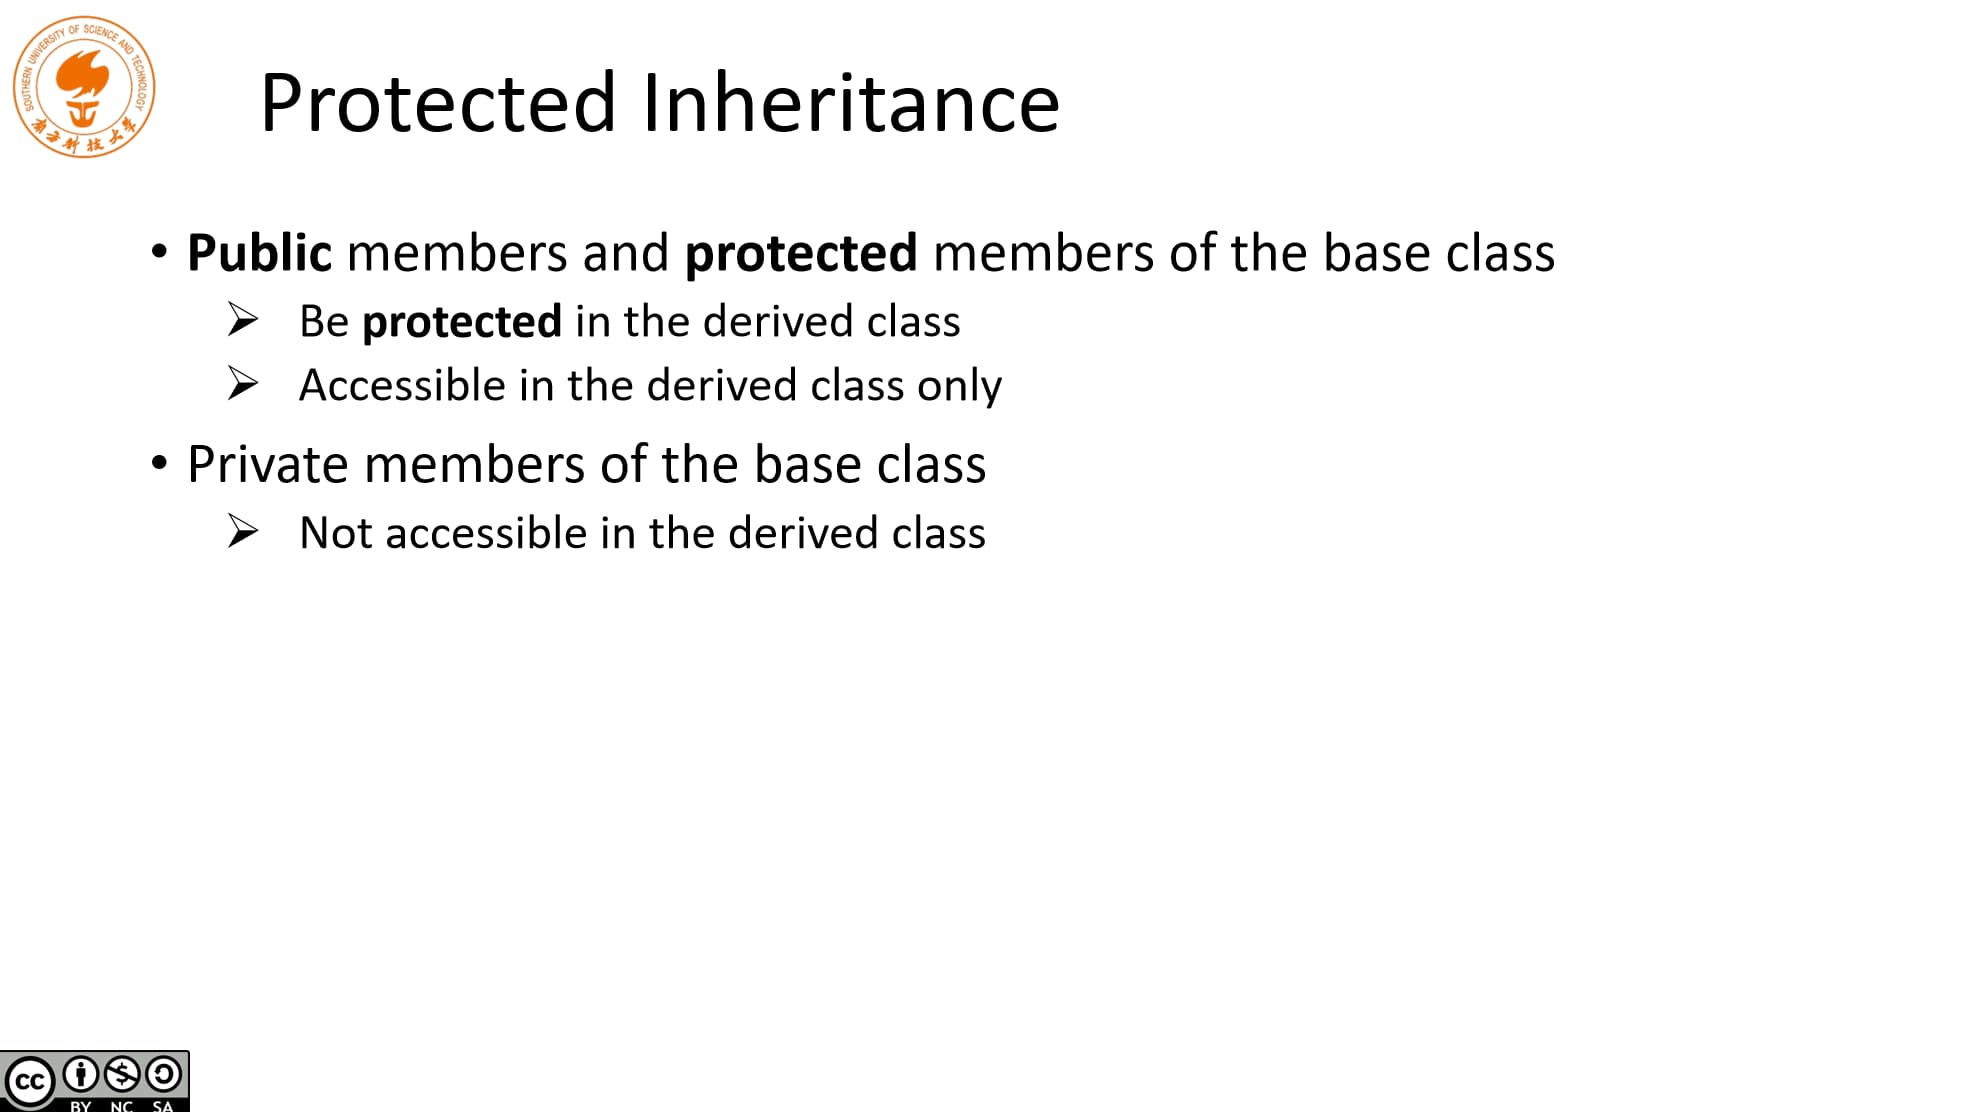 SOUTHERN UNIVERSITY OF SCIENCE AND TECHNOLOGY
南方科技大学
Protected Inheritance
• Public members and protected members of the base class
➢ Be protected in the derived class
➢ Accessible in the derived class only
• Private members of the base class
➢ Not accessible in the derived class
cc
BY NC SA